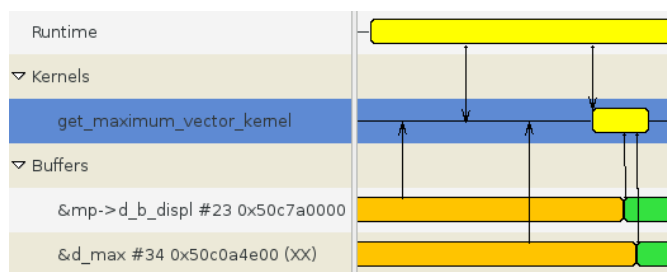 Runtime
Kernels
get_maximum_vector_kernel
Buffers
&mp->d_b_displ #23 0x50c7a0000
&d_max #34 0x50c0a4e00 (XX)